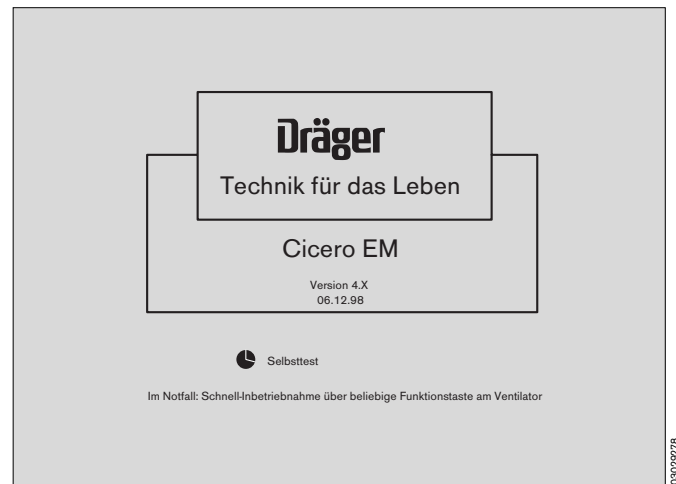 Dräger
Technik für das Leben
Cicero EM
Version 4.X
06.12.98
Selbsttest
Im Notfall: Schnell-Inbetriebnahme über beliebige Funktionstaste am Ventilator
03029278